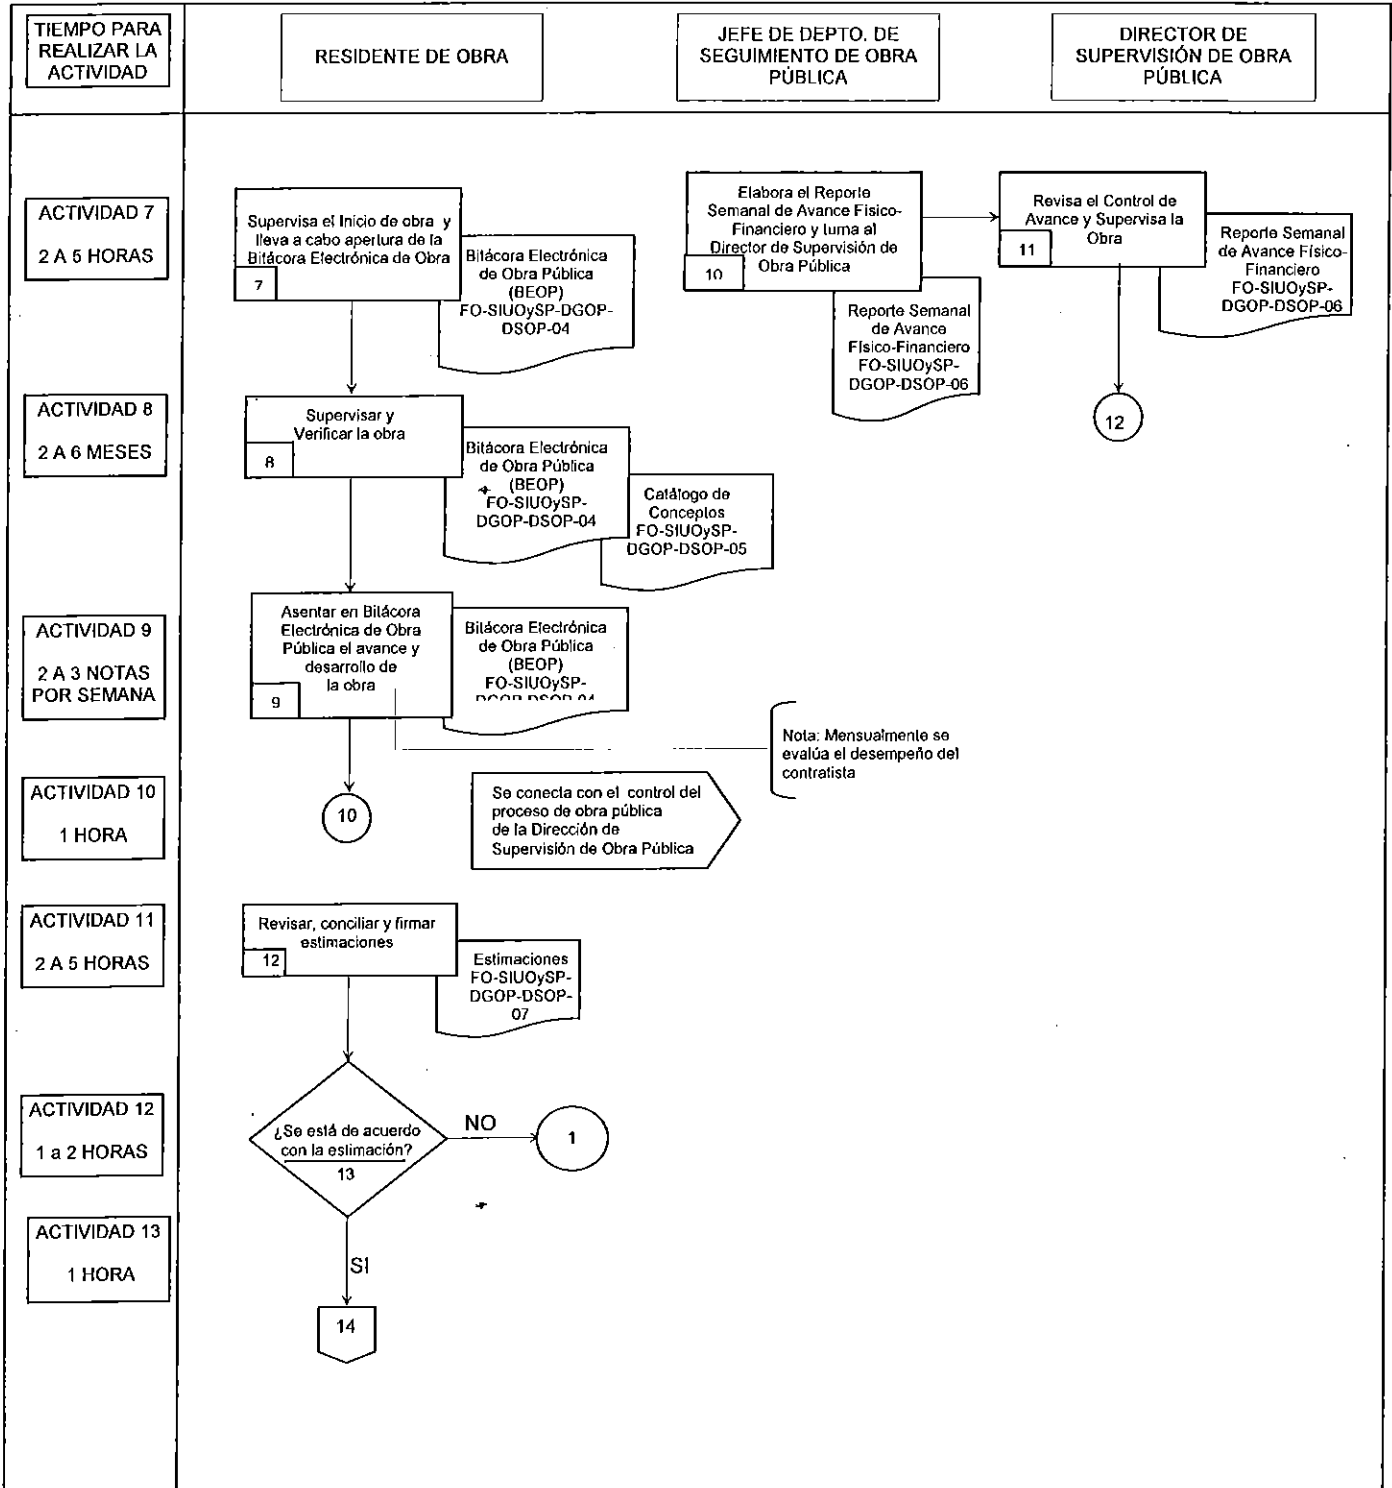 TIEMPO PARA
REALIZAR LA
ACTIVIDAD
RESIDENTE DE OBRA
JEFE DE DEPTO. DE
SEGUIMIENTO DE OBRA
PÚBLICA
DIRECTOR DE
SUPERVISIÓN DE OBRA
PÚBLICA
ACTIVIDAD 7
2 A 5 HORAS
Supervisa el Inicio de obra y
lleva a cabo apertura de la
Bitácora Electrónica de Obra
7
Bitácora Electrónica
de Obra Pública
(BEOP)
FO-SIUOySP-DGOP-
DSOP-04
Elabora el Reporte
Semanal de Avance Físico-
Financiero y turna al
Director de Supervisión de
Obra Pública
10
Reporte Semanal
de Avance
Físico-Financiero
FO-SIUOySP-
DGOP-DSOP-06
Revisa el Control de
Avance y Supervisa la
Obra
11
Reporte Semanal
de Avance Físico-
Financiero
FO-SIUOySP-
DGOP-DSOP-06
12
ACTIVIDAD 8
2 A 6 MESES
Supervisar y
Verificar la obra
8
Bitácora Electrónica
de Obra Pública
(BEOP)
FO-SIUOySP-
DGOP-DSOP-04
Catálogo de
Conceptos
FO-SIUOySP-
DGOP-DSOP-05
ACTIVIDAD 9
2 A 3 NOTAS
POR SEMANA
Asentar en Bitácora
Electrónica de Obra
Pública el avance y
desarrollo de
la obra
9
Bitácora Electrónica
de Obra Pública
(BEOP)
FO-SIUOySP-
DGOP-DSOP-04
Nota: Mensualmente se
evalúa el desempeño del
contratista
ACTIVIDAD 10
1 HORA
10
Se conecta con el control del
proceso de obra pública
de la Dirección de
Supervisión de Obra Pública
ACTIVIDAD 11
2 A 5 HORAS
Revisar, conciliar y firmar
estimaciones
12
Estimaciones
FO-SIUOySP-
DGOP-DSOP-
07
ACTIVIDAD 12
1 a 2 HORAS
¿Se está de acuerdo
con la estimación?
13
NO
1
ACTIVIDAD 13
1 HORA
SI
14